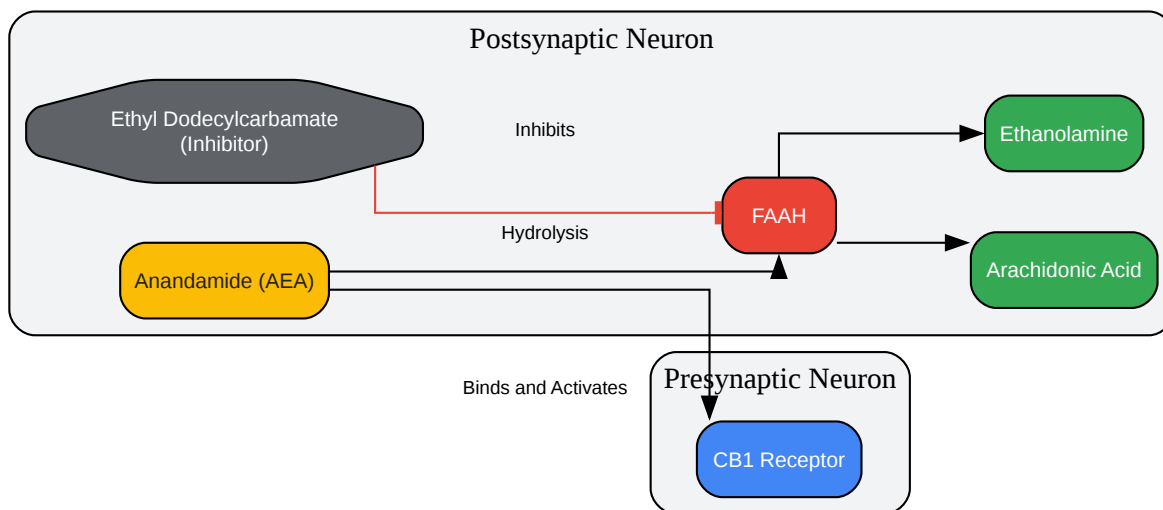 Postsynaptic Neuron
Ethyl Dodecylcarbamate
(Inhibitor)
Inhibits
Ethanolamine
FAAH
Hydrolysis
Anandamide (AEA)
Arachidonic Acid
Binds and Activates
Presynaptic Neuron
CB1 Receptor